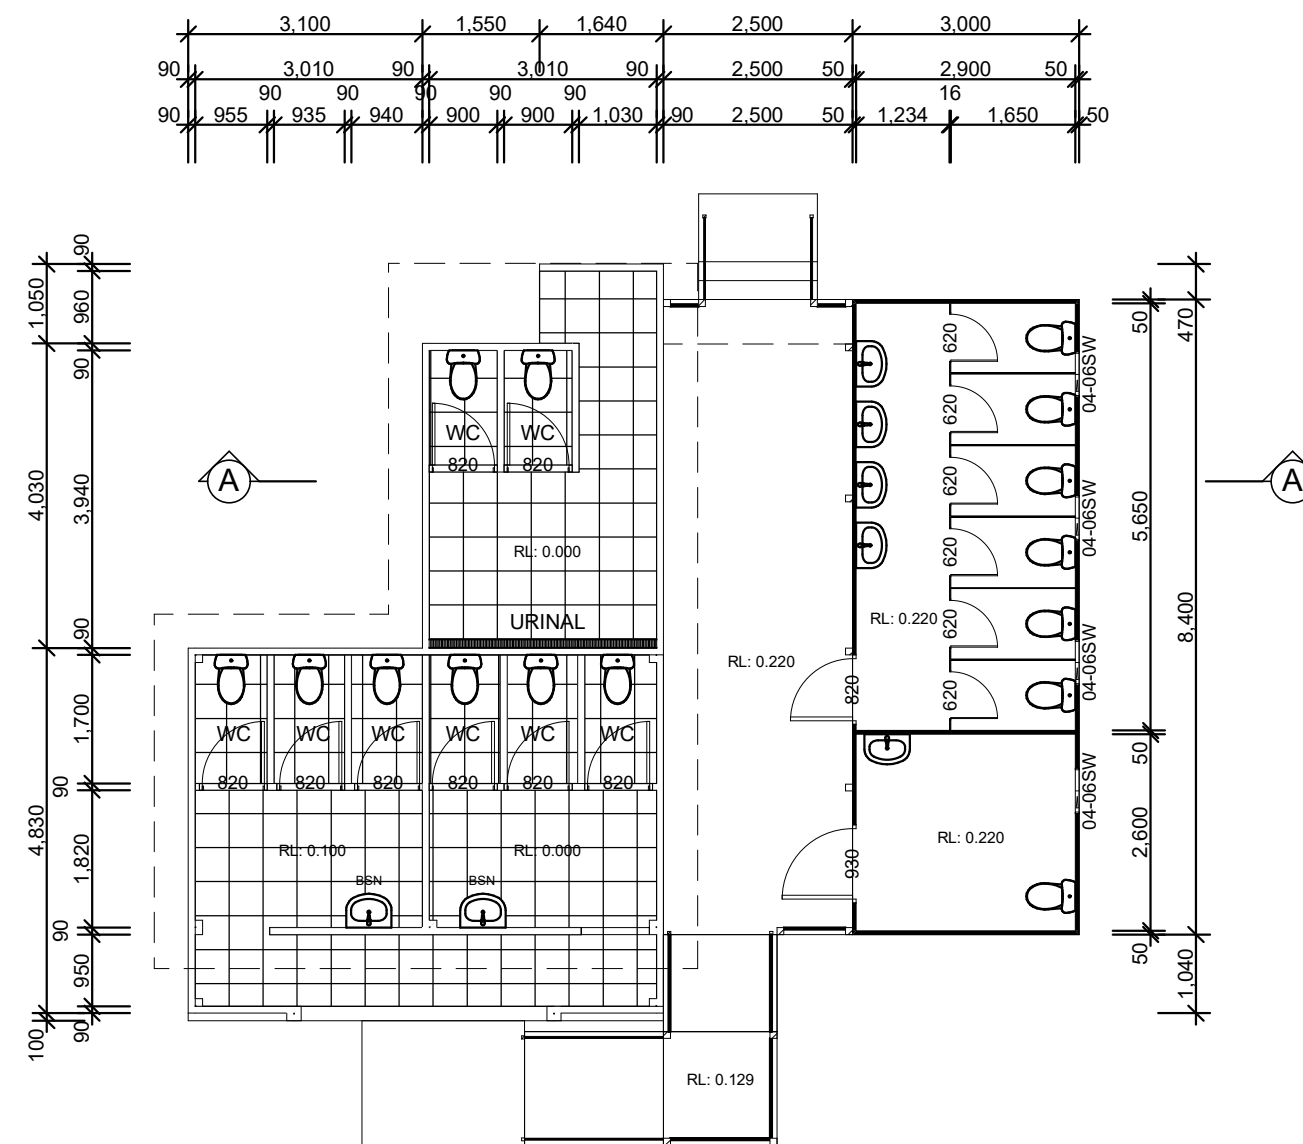 3,100 1,550 1,640 2,500 3,000
90 3,010 90 3,010 90 2,500 50 2,900 50
90 90 90 90 90 16
90 955 935 940 900 900 1,030 90 2,500 50 1,234 1,650 50
90
1,050 960
90
4,030 3,940
90
1,700
90
4,830 1,820
90
950
100 90
470
50
5,650
8,400
50
2,600
50
1,040
A
A
WC WC
820 820
RL: 0.000
URINAL
WC WC WC WC WC WC
820 820 820 820 820 820
RL: 0.100 RL: 0.000
BSN BSN
RL: 0.220
820
930
RL: 0.220
620
620
620
620
620
620
04-06SW
04-06SW
04-06SW
04-06SW
RL: 0.220
RL: 0.129